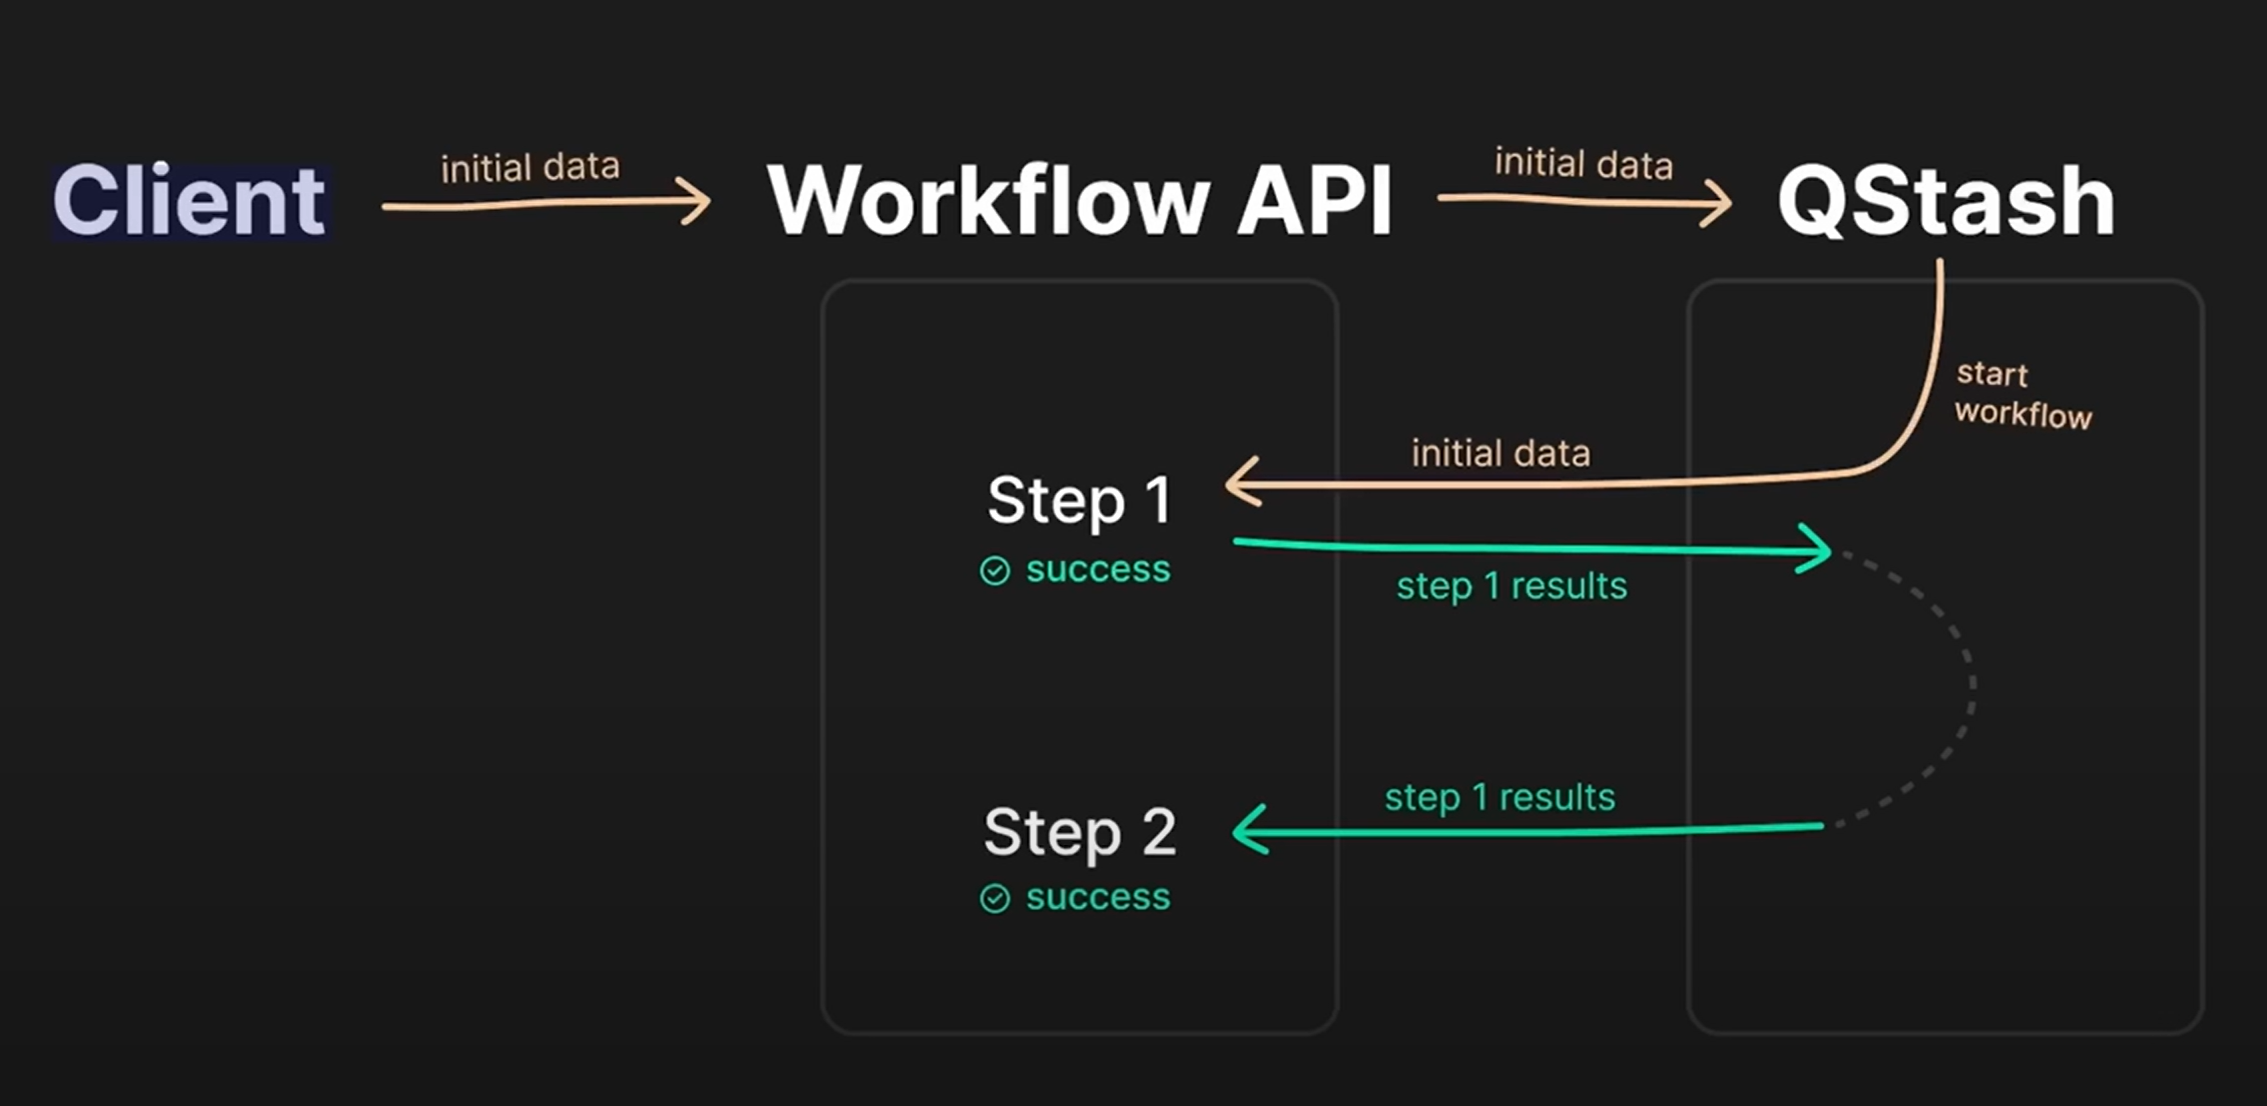 Client
initial data
Workflow API
initial data
QStash
start
workflow
initial data
Step 1
success
step 1 results
step 1 results
Step 2
success